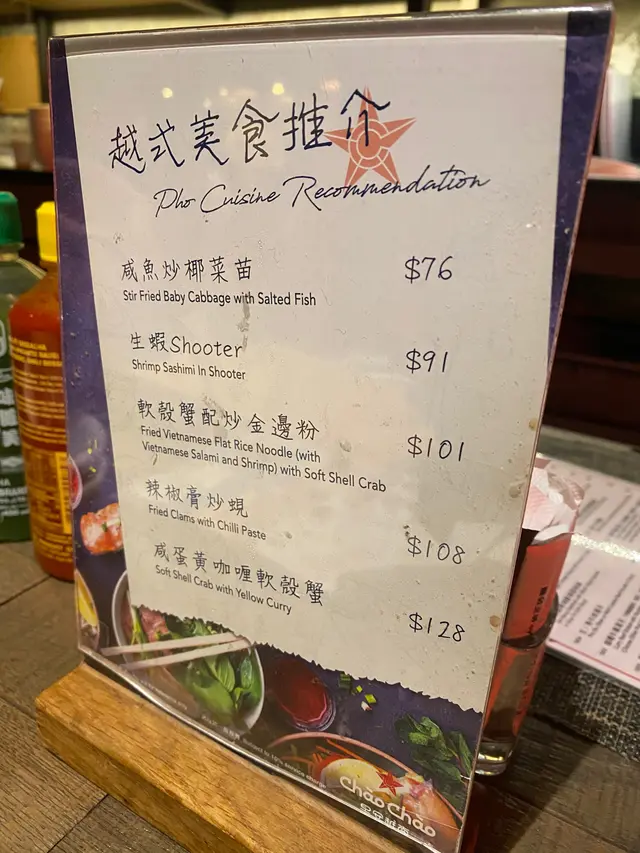 越式美食推介
Pho Cuisine Recommendation
咸魚炒椰菜苗 $76
Stir Fried Baby Cabbage with Salted Fish
生蝦Shooter $91
Shrimp Sashimi In Shooter
軟殼蟹配炒金邊粉 $101
Fried Vietnamese Flat Rice Noodle (with
Vietnamese Salami and Shrimp) with Soft Shell Crab
辣椒膏炒蜆 $108
Fried Clams with Chilli Paste
咸蛋黃咖喱軟殼蟹 $128
Soft Shell Crab with Yellow Curry
Chao Chao